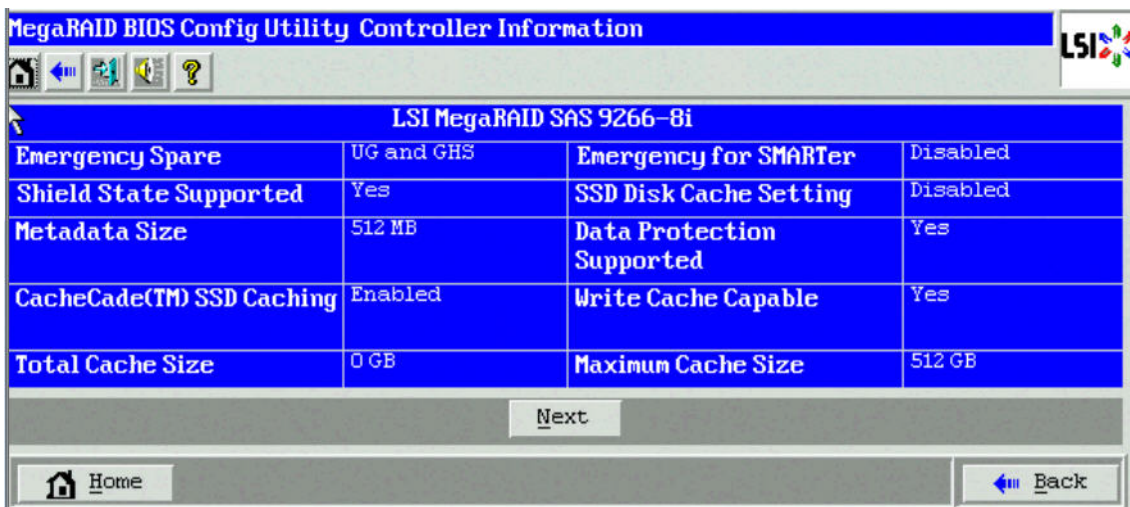 MegaRAID BIOS Config Utility Controller Information
LSI
?
LSI MegaRAID SAS 9266-8i
Emergency Spare UG and GHS Emergency for SMARTer Disabled
Shield State Supported Yes SSD Disk Cache Setting Disabled
Metadata Size 512 MB Data Protection Yes
Supported
CacheCade(TM) SSD Caching Enabled Write Cache Capable Yes
Total Cache Size 0 GB Maximum Cache Size 512 GB
Next
Home Back